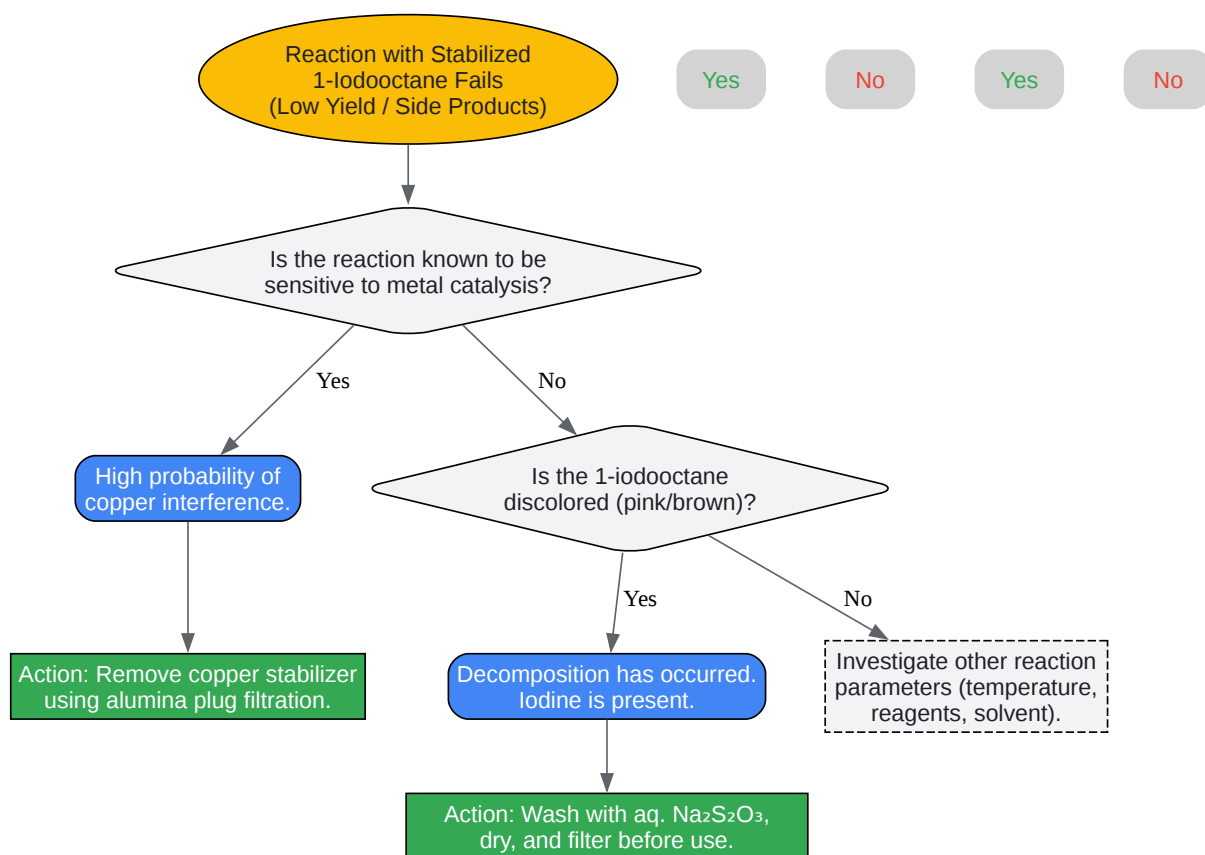 Reaction with Stabilized
1-Iodooctane Fails
(Low Yield / Side Products)
Yes
No
Yes
No
Is the reaction known to be
sensitive to metal catalysis?
Yes
No
High probability of
copper interference.
Is the 1-iodooctane
discolored (pink/brown)?
Yes
No
Action: Remove copper stabilizer
using alumina plug filtration.
Decomposition has occurred.
Iodine is present.
Investigate other reaction
parameters (temperature,
reagents, solvent).
Action: Wash with aq. Na₂S₂O₃,
dry, and filter before use.